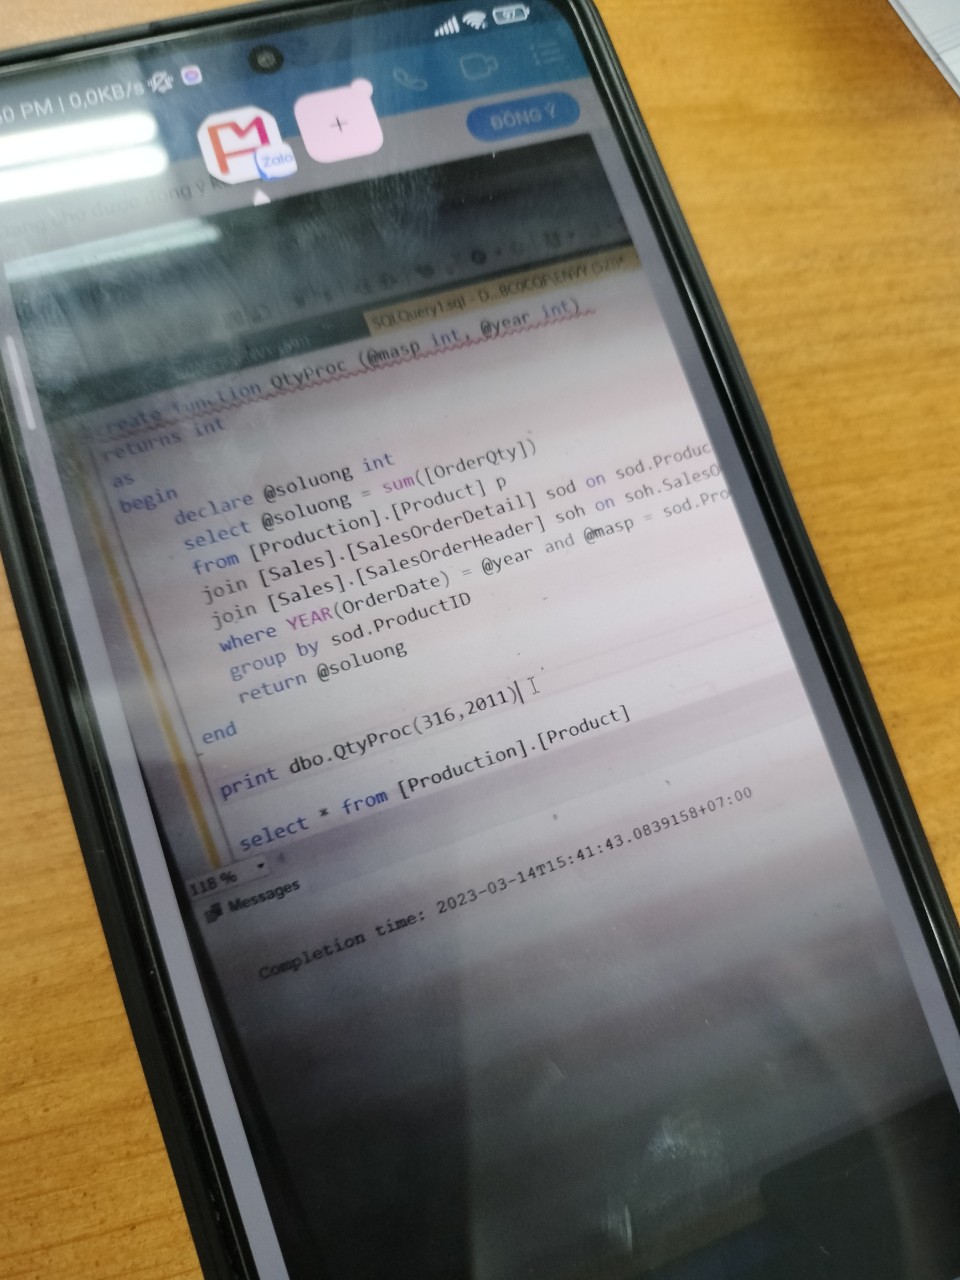 0 PM | 0,0KB/s
97
Zalo
+
ĐỒNG Ý
SQLQuery1.sql - D...
create function QtyProc (@masp int, @year int)
returns int
as
begin
declare @soluong int
select @soluong = sum([OrderQty])
from [Production].[Product] p
join [Sales].[SalesOrderDetail] sod on sod.Produc
join [Sales].[SalesOrderHeader] soh on soh.SalesO
where YEAR(OrderDate) = @year and @masp = sod.Pro
group by sod.ProductID
return @soluong
end
print dbo.QtyProc(316,2011)
select * from [Production].[Product]
118 %
Messages
Completion time: 2023-03-14T15:41:43.0839158+07:00